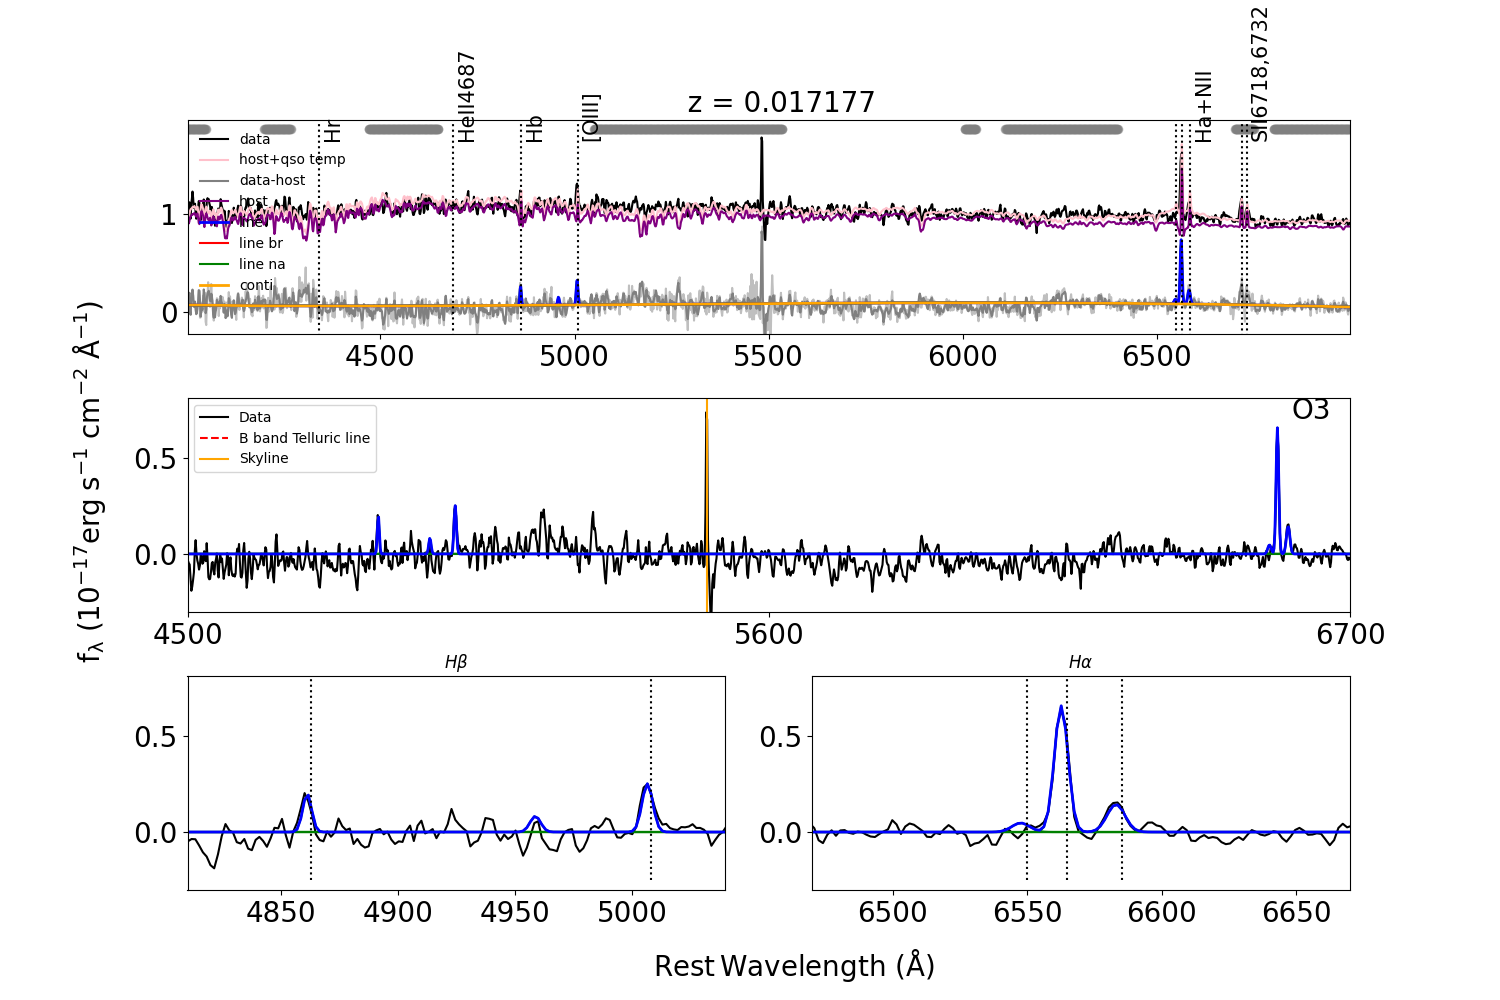 Hr
HeII4687
Hb
[OIII]
Ha+NII
SII6718,6732
z = 0.017177
data
host+qso temp
data-host
host
line
line br
line na
conti
1
0
4500
5000
5500
6000
6500
fλ (10⁻¹⁷erg s⁻¹ cm⁻² Å⁻¹)
O3
Data
B band Telluric line
Skyline
0.5
0.0
4500
5600
6700
Hβ
0.5
0.0
4850
4900
4950
5000
Hα
0.5
0.0
6500
6550
6600
6650
Rest Wavelength (Å)